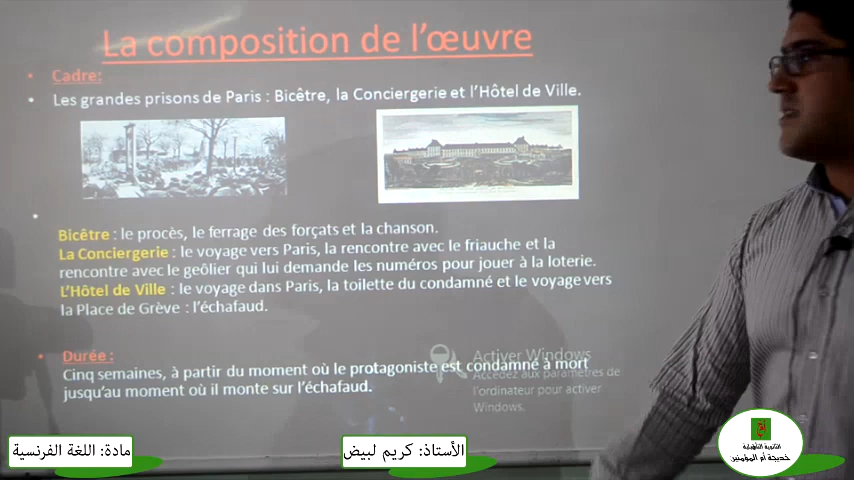 La composition de l’œuvre
• Cadre:
• Les grandes prisons de Paris : Bicêtre, la Conciergerie et l’Hôtel de Ville.
Bicêtre : le procès, le ferrage des forçats et la chanson.
La Conciergerie : le voyage vers Paris, la rencontre avec le friauche et la
rencontre avec le geôlier qui lui demande les numéros pour jouer à la loterie.
L’Hôtel de Ville : le voyage dans Paris, la toilette du condamné et le voyage vers
la Place de Grève : l’échafaud.
• Durée :
Cinq semaines, à partir du moment où le protagoniste est condamné à mort
jusqu’au moment où il monte sur l’échafaud.
Activer Windows
Accédez aux paramètres de
l’ordinateur pour activer
Windows.
مادة: اللغة الفرنسية
الأستاذ: كريم لبيض
الثانوية التأهيلية
خديجة أم المؤمنين